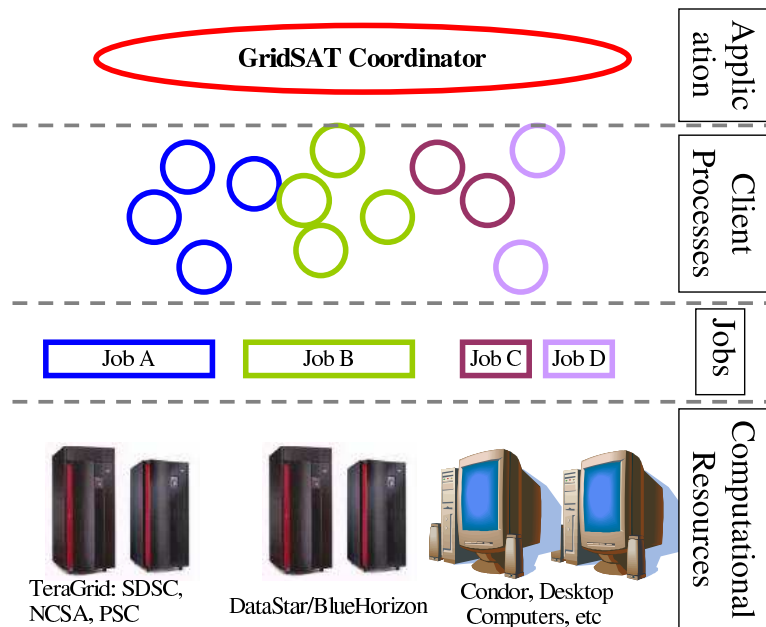 GridSAT Coordinator
Applic
ation
Client
Processes
Job A
Job B
Job C
Job D
Jobs
Computational
Resources
TeraGrid: SDSC,
NCSA, PSC
DataStar/BlueHorizon
Condor, Desktop
Computers, etc